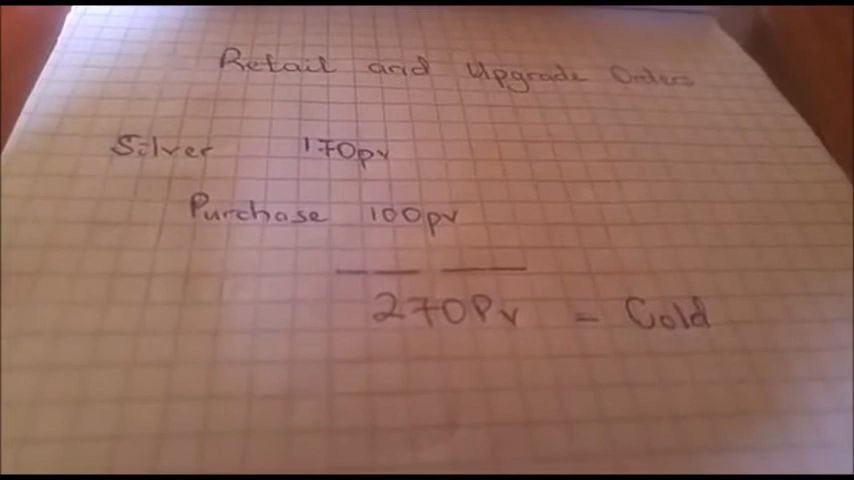 Retail and Upgrade Orders
Silver 170pv
Purchase 100pv
270Pv = Gold